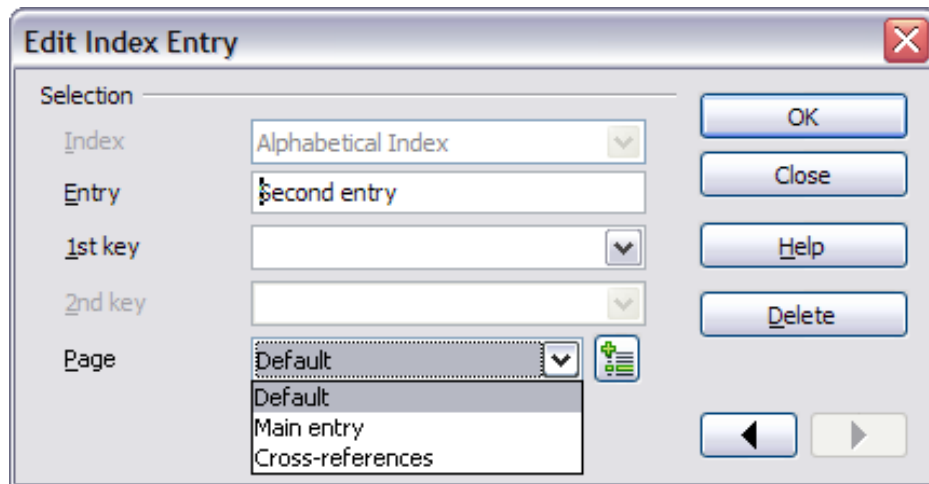 Edit Index Entry
Selection
Index
Alphabetical Index
Entry
Second entry
1st key
2nd key
Page
Default
Default
Main entry
Cross-references
OK
Close
Help
Delete